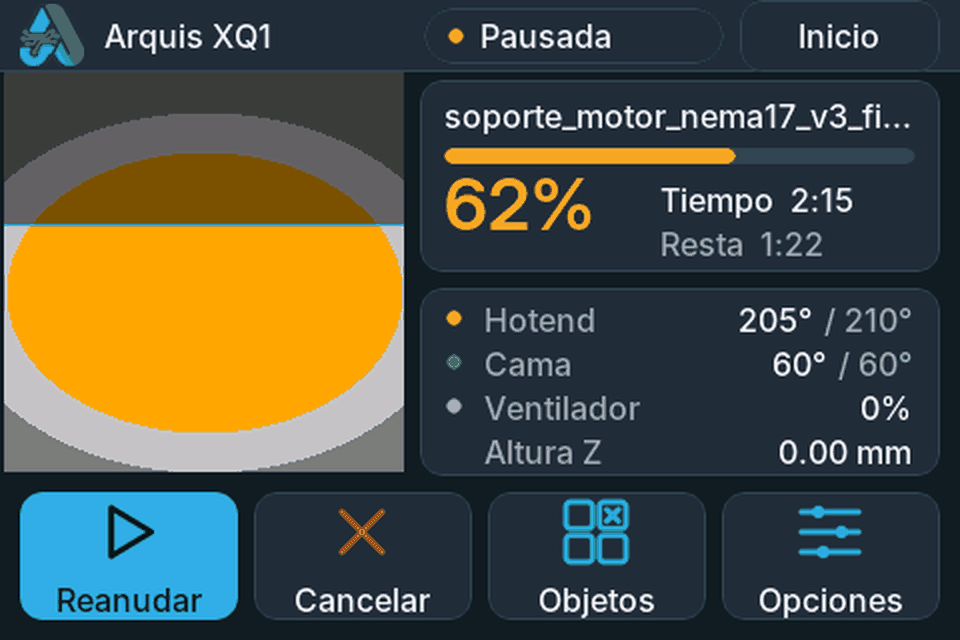 Arquis XQ1
Pausada
Inicio
soporte_motor_nema17_v3_fi...
62%
Tiempo 2:15
Resta 1:22
Hotend 205° / 210°
Cama 60° / 60°
Ventilador 0%
Altura Z 0.00 mm
Reanudar
Cancelar
Objetos
Opciones